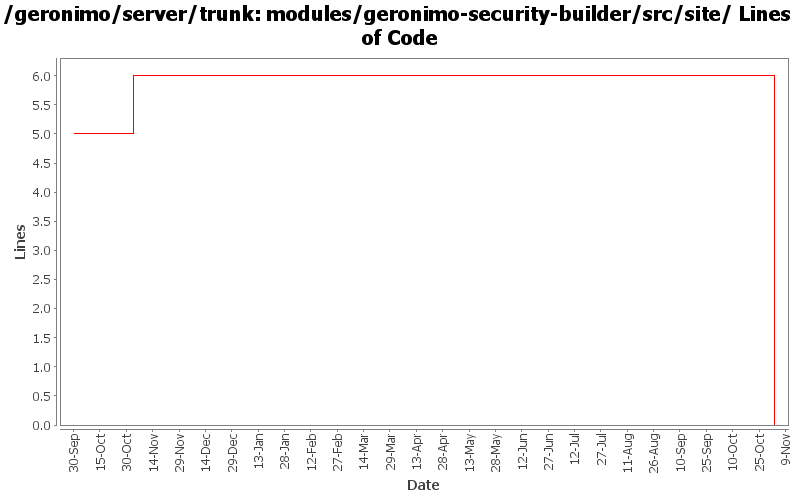 /geronimo/server/trunk: modules/geronimo-security-builder/src/site/ Lines
of Code
6.0
5.5
5.0
4.5
4.0
3.5
3.0
2.5
2.0
1.5
1.0
0.5
0.0
Lines
30-Sep
15-Oct
30-Oct
14-Nov
29-Nov
14-Dec
29-Dec
13-Jan
28-Jan
12-Feb
27-Feb
14-Mar
29-Mar
13-Apr
28-Apr
13-May
28-May
12-Jun
27-Jun
12-Jul
27-Jul
11-Aug
26-Aug
10-Sep
25-Sep
10-Oct
25-Oct
9-Nov
Date